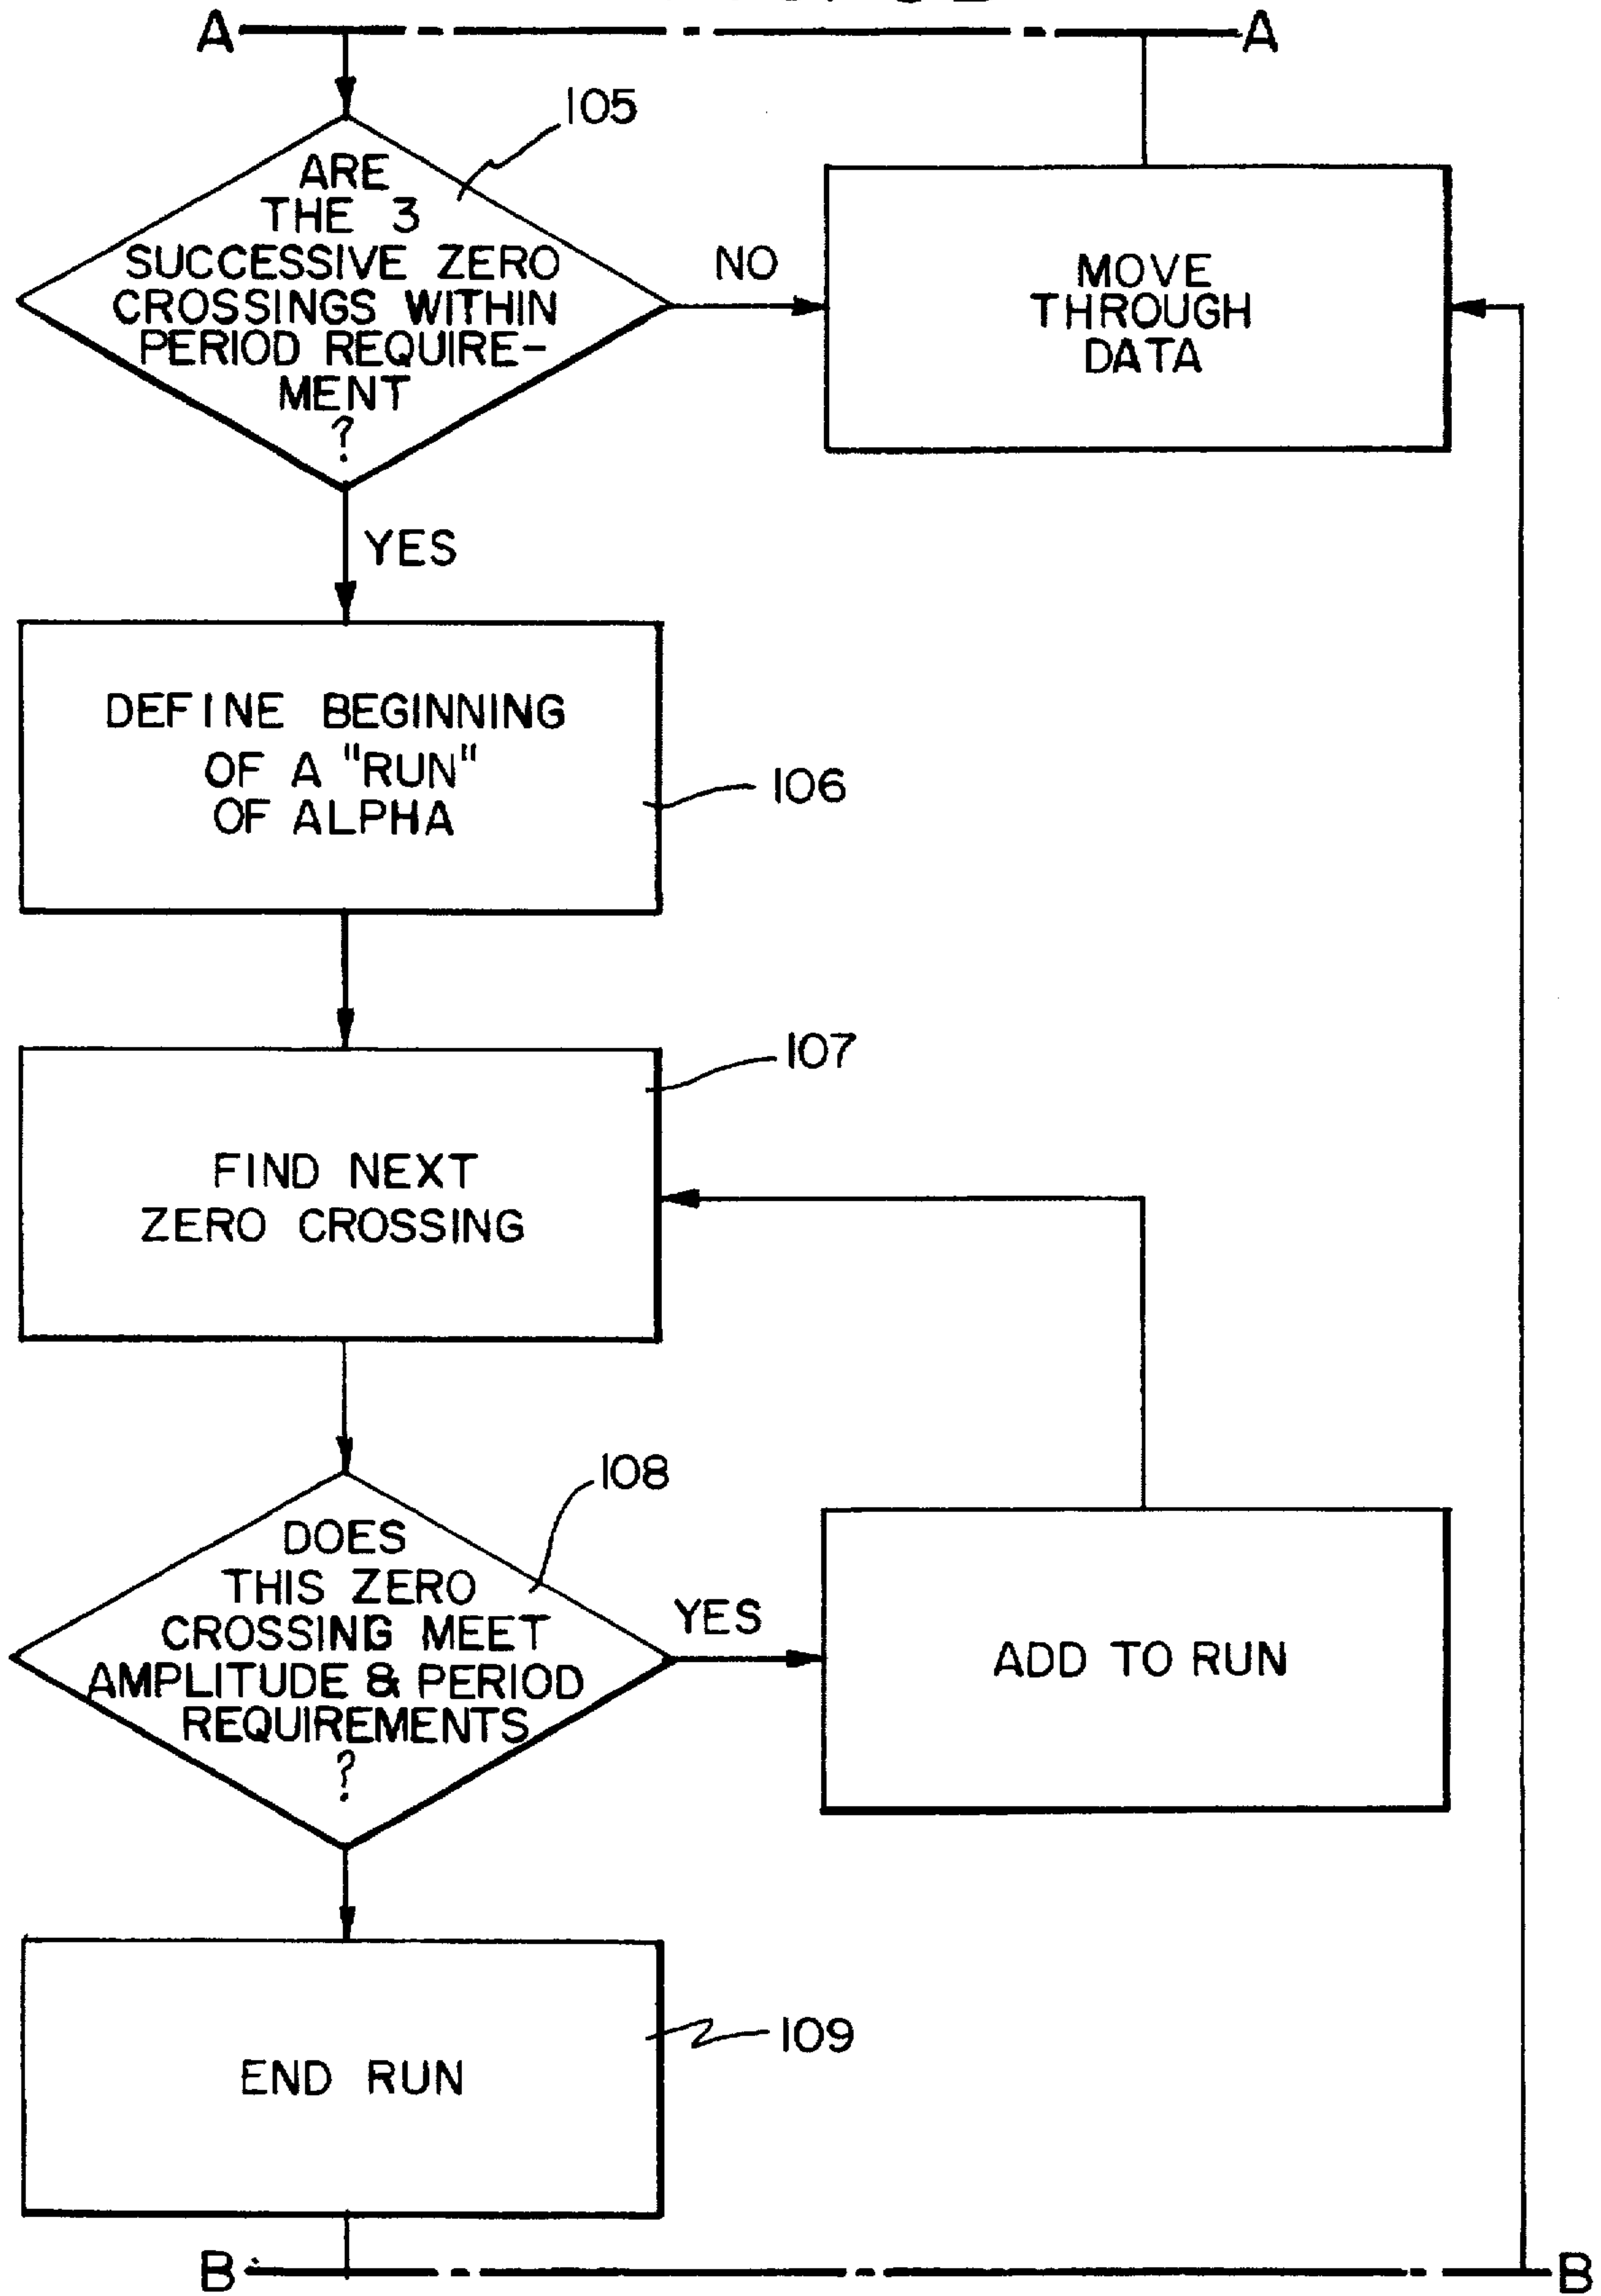 A A
105
ARE
THE 3
SUCCESSIVE ZERO
CROSSINGS WITHIN
PERIOD REQUIRE-
MENT
?
NO
MOVE
THROUGH
DATA
YES
DEFINE BEGINNING
OF A "RUN"
OF ALPHA
106
107
FIND NEXT
ZERO CROSSING
108
DOES
THIS ZERO
CROSSING MEET
AMPLITUDE & PERIOD
REQUIREMENTS
?
YES
ADD TO RUN
END RUN
109
B B